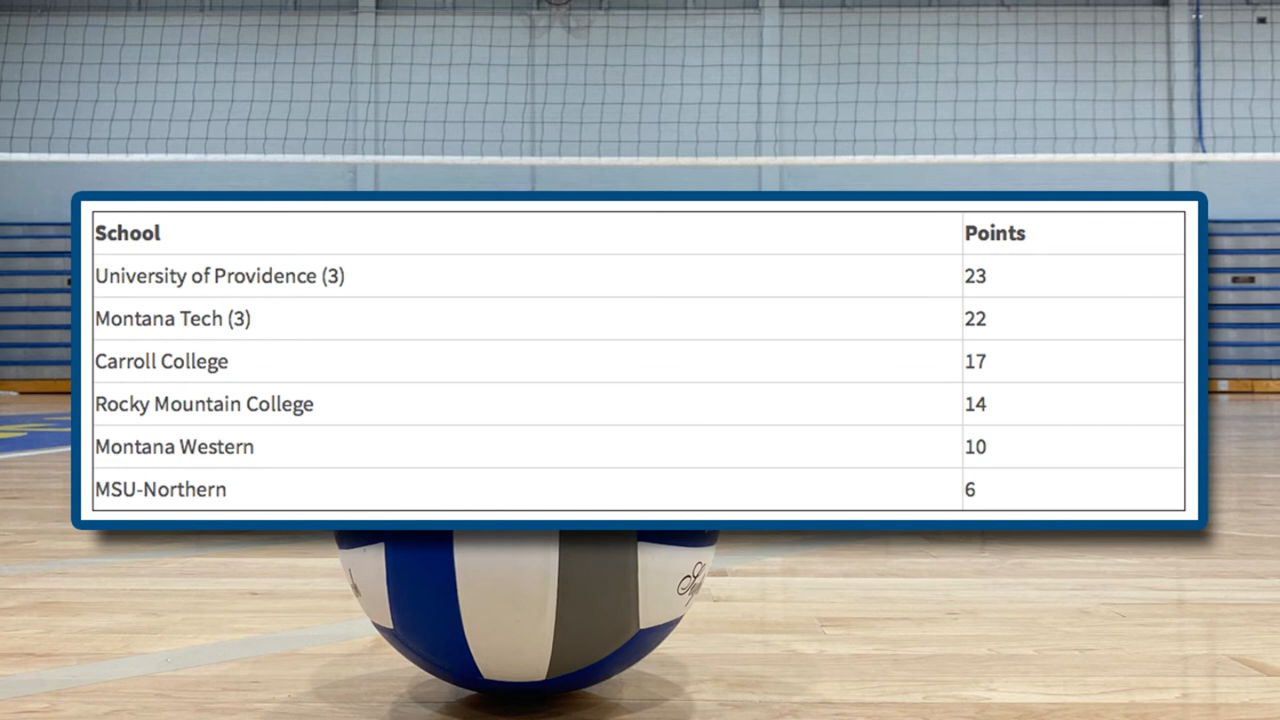 School Points
University of Providence (3) 23
Montana Tech (3) 22
Carroll College 17
Rocky Mountain College 14
Montana Western 10
MSU-Northern 6